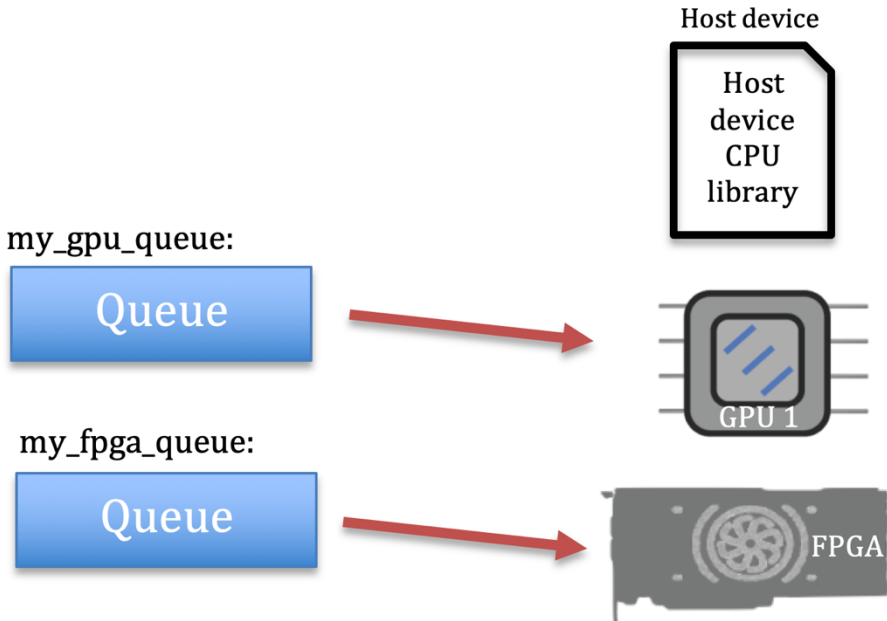 Host device
Host
device
CPU
library
my_gpu_queue:
Queue
GPU 1
my_fpga_queue:
Queue
FPGA